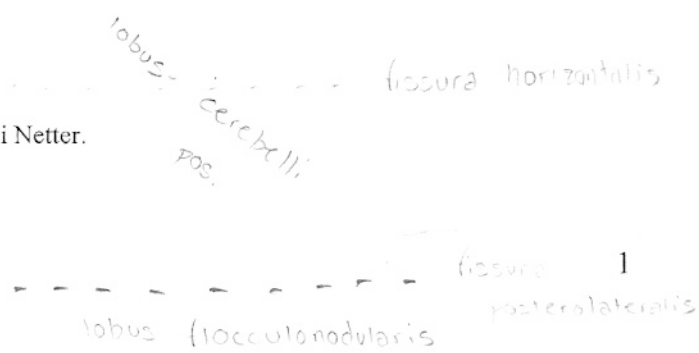 lobus
fissura horizontalis
cerebelli
i Netter.
pos.
fissura
1
posterolateralis
lobus flocculonodularis